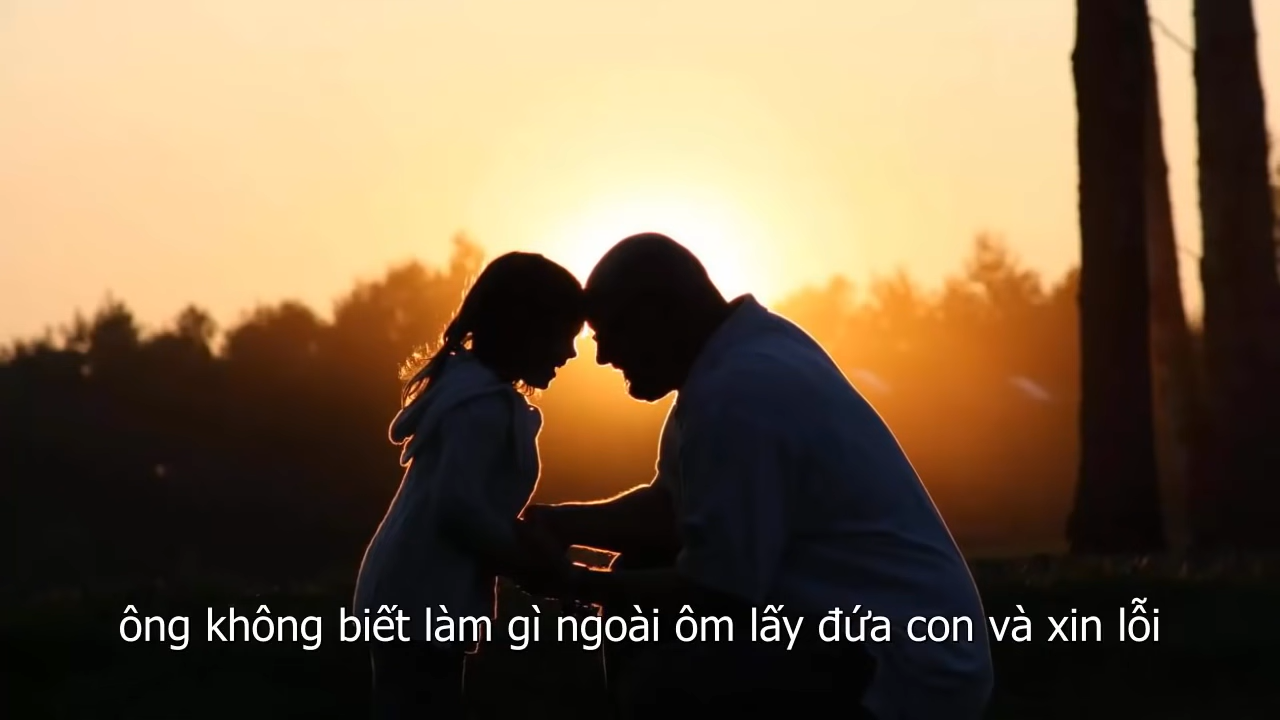 ông không biết làm gì ngoài ôm lấy đứa con và xin lỗi